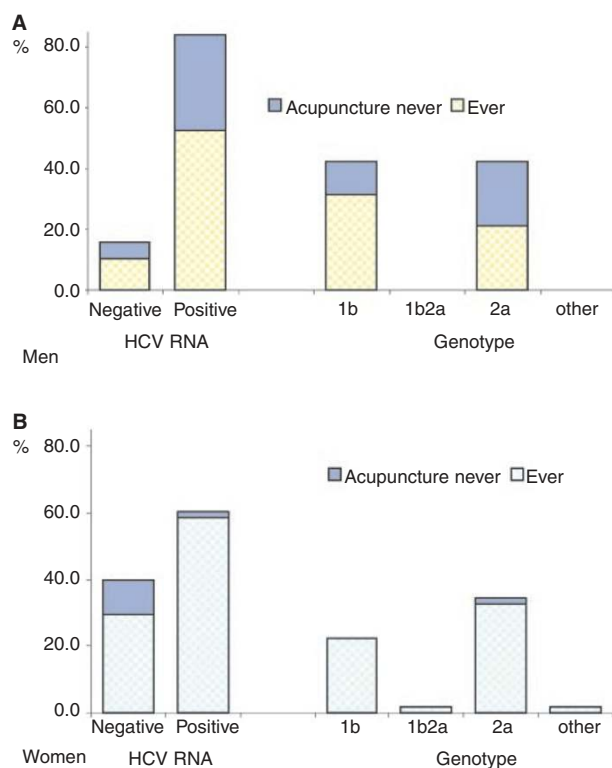 A
%
80.0
60.0
40.0
20.0
0.0
Acupuncture never Ever
Negative Positive 1b 1b2a 2a other
HCV RNA Genotype
Men
B
%
80.0
60.0
40.0
20.0
0.0
Acupuncture never Ever
Negative Positive 1b 1b2a 2a other
Women HCV RNA Genotype